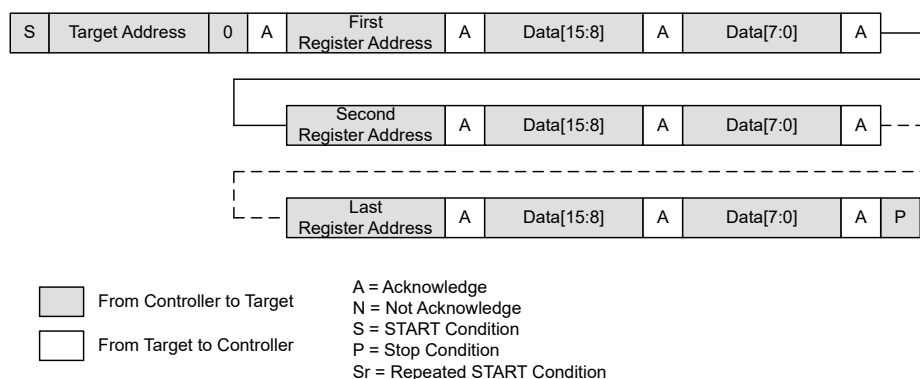 S Target Address 0 A First Register Address A Data[15:8] A Data[7:0] A
Second Register Address A Data[15:8] A Data[7:0] A
Last Register Address A Data[15:8] A Data[7:0] A P
From Controller to Target
From Target to Controller
A = Acknowledge
N = Not Acknowledge
S = START Condition
P = Stop Condition
Sr = Repeated START Condition